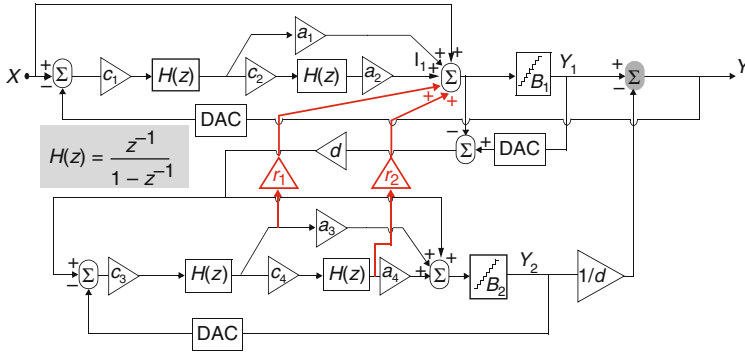 a1
I1
X
+
−
Σ
c1
H(z)
c2
H(z)
a2
+
+
+
+
Σ
B1
Y1
+
−
Σ
Y
+
+
DAC
H(z) = z−1 / 1 − z−1
d
−
Σ
+
DAC
r1
r2
a3
+
−
Σ
c3
H(z)
c4
H(z)
a4
+
+
+
+
Σ
B2
Y2
1/d
DAC